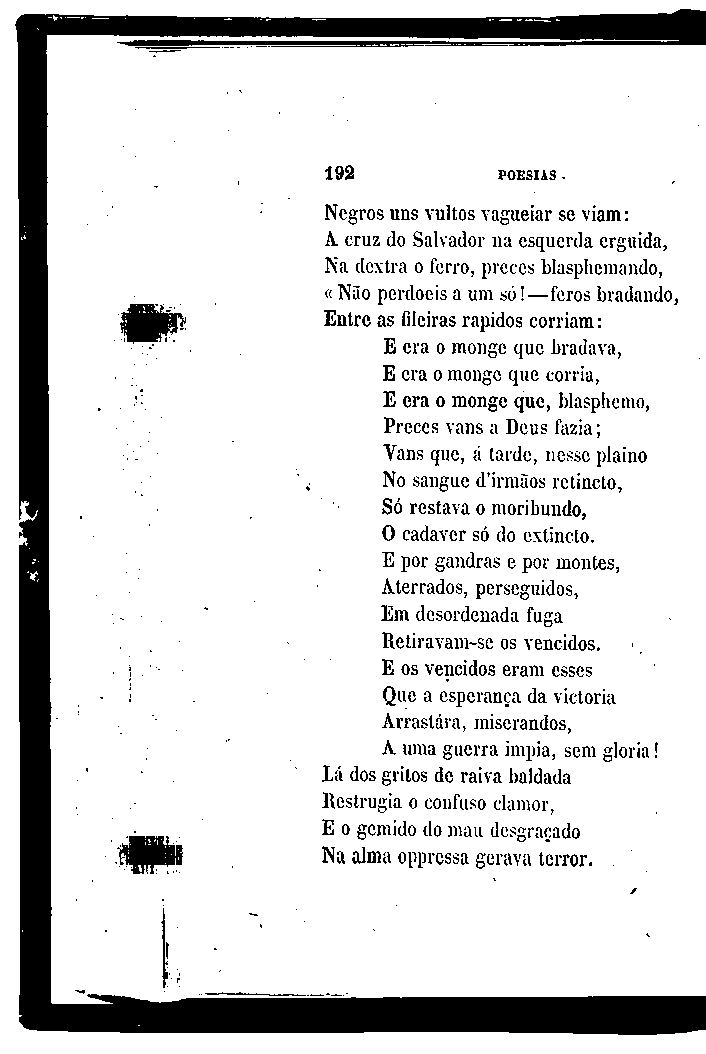 192 POESIAS.
Negros uns vultos vagueiar se viam:
A cruz do Salvador na esquerda erguida,
Na dextra o ferro, preces blasphemando,
« Não perdoeis a um só!—feros bradando,
Entre as fileiras rapidos corriam:
E era o monge que bradava,
E era o monge que corria,
E era o monge que, blasphemo,
Preces vans a Deus fazia;
Vans que, á tarde, nesse plaino
No sangue d'irmãos retincto,
Só restava o moribundo,
O cadaver só do extincto.
E por gandras e por montes,
Aterrados, perseguidos,
Em desordenada fuga
Retiravam-se os vencidos.
E os vencidos eram esses
Que a esperança da victoria
Arrastára, miserandos,
A uma guerra impia, sem gloria!
Lá dos gritos de raiva baldada
Restrugia o confuso clamor,
E o gemido do mau desgraçado
Na alma oppressa gerava terror.